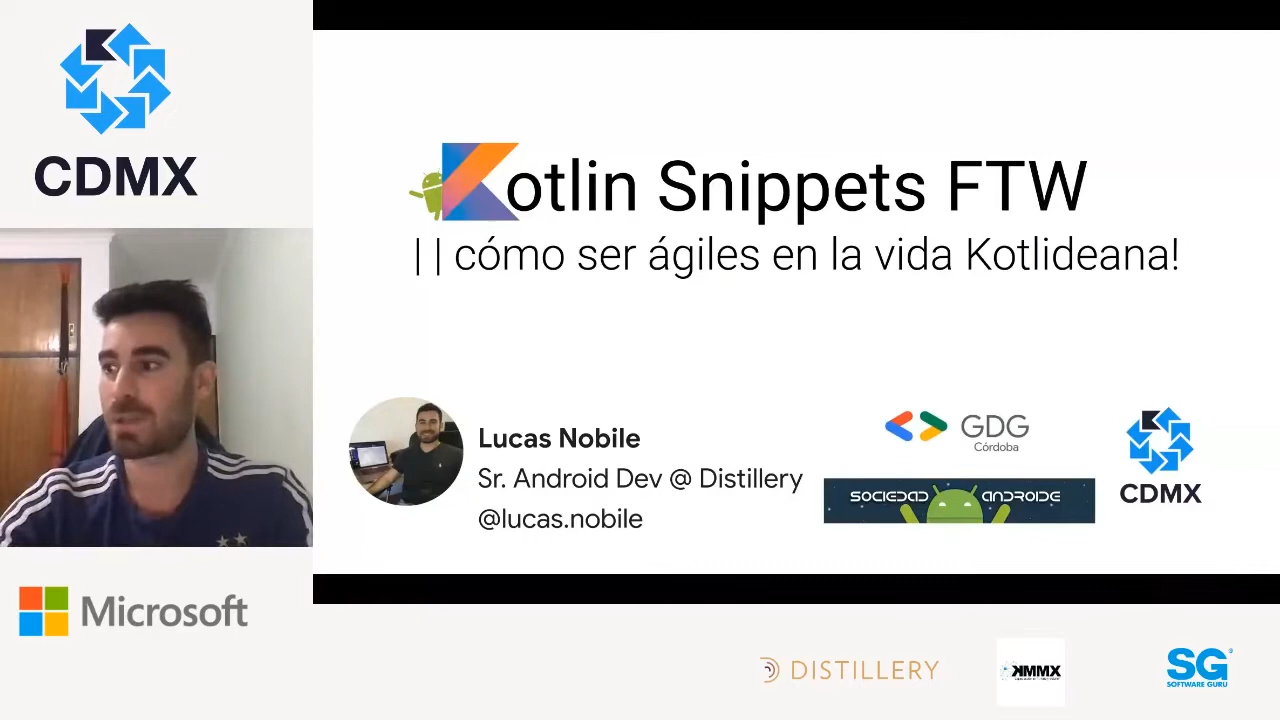 CDMX
Kotlin Snippets FTW
|| cómo ser ágiles en la vida Kotlideana!
Lucas Nobile
Sr. Android Dev @ Distillery
@lucas.nobile
GDG
Córdoba
SOCIEDAD ANDROIDE
CDMX
Microsoft
DISTILLERY
KMMX
SG
SOFTWARE GURU